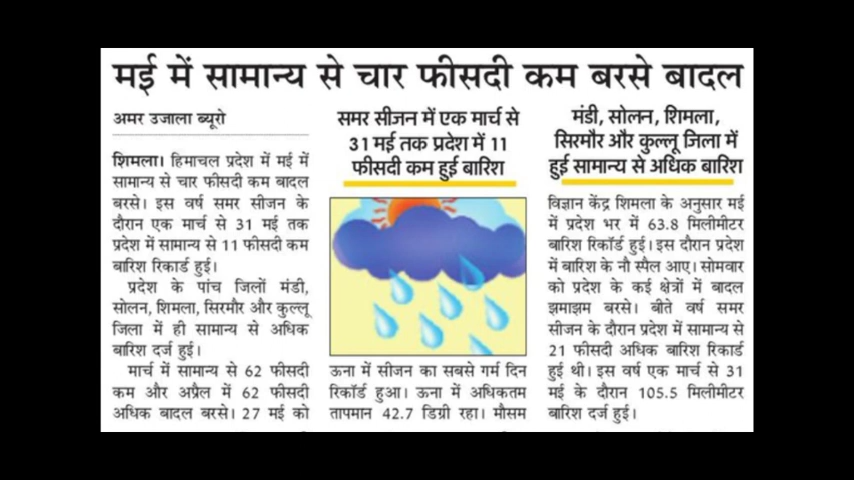 मई में सामान्य से चार फीसदी कम बरसे बादल
अमर उजाला ब्यूरो
शिमला। हिमाचल प्रदेश में मई में
सामान्य से चार फीसदी कम बादल
बरसे। इस वर्ष समर सीजन के
दौरान एक मार्च से 31 मई तक
प्रदेश में सामान्य से 11 फीसदी कम
बारिश रिकार्ड हुई।
प्रदेश के पांच जिलों मंडी,
सोलन, शिमला, सिरमौर और कुल्लू
जिला में ही सामान्य से अधिक
बारिश दर्ज हुई।
मार्च में सामान्य से 62 फीसदी
कम और अप्रैल में 62 फीसदी
अधिक बादल बरसे। 27 मई को
समर सीजन में एक मार्च से
31 मई तक प्रदेश में 11
फीसदी कम हुई बारिश
ऊना में सीजन का सबसे गर्म दिन
रिकॉर्ड हुआ। ऊना में अधिकतम
तापमान 42.7 डिग्री रहा। मौसम
मंडी, सोलन, शिमला,
सिरमौर और कुल्लू जिला में
हुई सामान्य से अधिक बारिश
विज्ञान केंद्र शिमला के अनुसार मई
में प्रदेश भर में 63.8 मिलीमीटर
बारिश रिकॉर्ड हुई। इस दौरान प्रदेश
में बारिश के नौ स्पैल आए। सोमवार
को प्रदेश के कई क्षेत्रों में बादल
झमाझम बरसे। बीते वर्ष समर
सीजन के दौरान प्रदेश में सामान्य से
21 फीसदी अधिक बारिश रिकार्ड
हुई थी। इस वर्ष एक मार्च से 31
मई के दौरान 105.5 मिलीमीटर
बारिश दर्ज हुई।